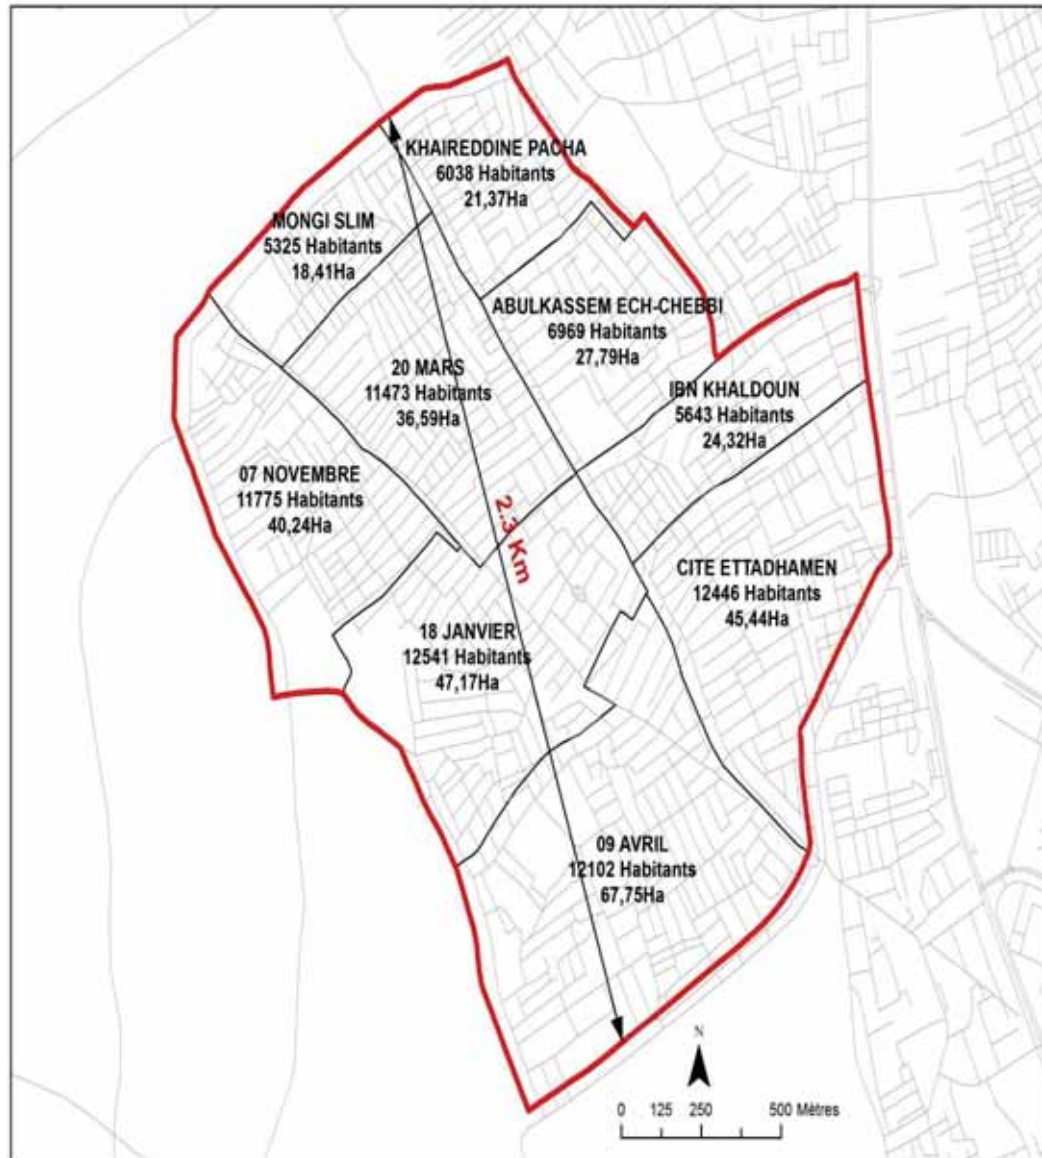 KHAIREDDINE PACHA
6038 Habitants
21,37Ha
MONGI SLIM
5325 Habitants
18,41Ha
ABULKASSEM ECH-CHEBBI
6969 Habitants
27,79Ha
20 MARS
11473 Habitants
36,59Ha
IBN KHALDOUN
5643 Habitants
24,32Ha
07 NOVEMBRE
11775 Habitants
40,24Ha
2.3 Km
CITE ETTADHAMEN
12446 Habitants
45,44Ha
18 JANVIER
12541 Habitants
47,17Ha
09 AVRIL
12102 Habitants
67,75Ha
N
0 125 250 500 Mètres